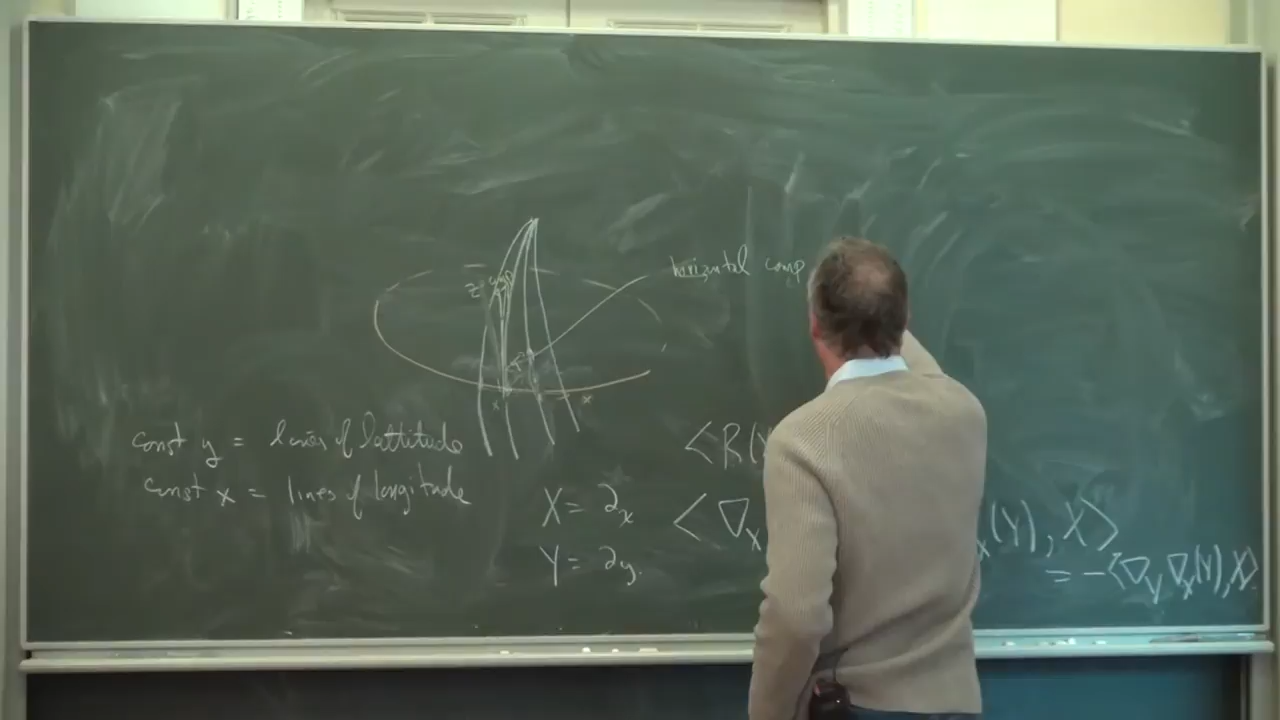 horizontal comp
Z
x
x
const y = lines of lattitude
const x = lines of longitude
X = ∂x
Y = ∂y.
<R(Y
<∇X
x(Y), X>
= -<∇Y ∇x(Y), X>